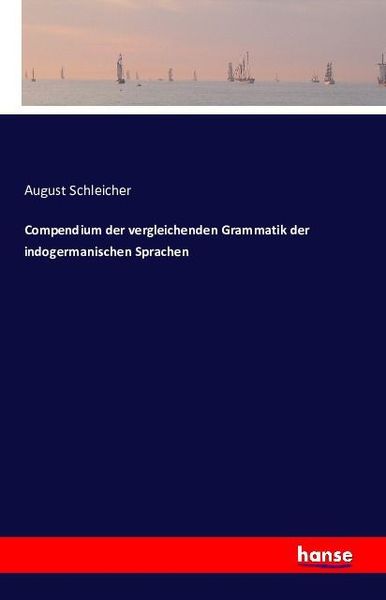 August Schleicher
Compendium der vergleichenden Grammatik der
indogermanischen Sprachen
hanse